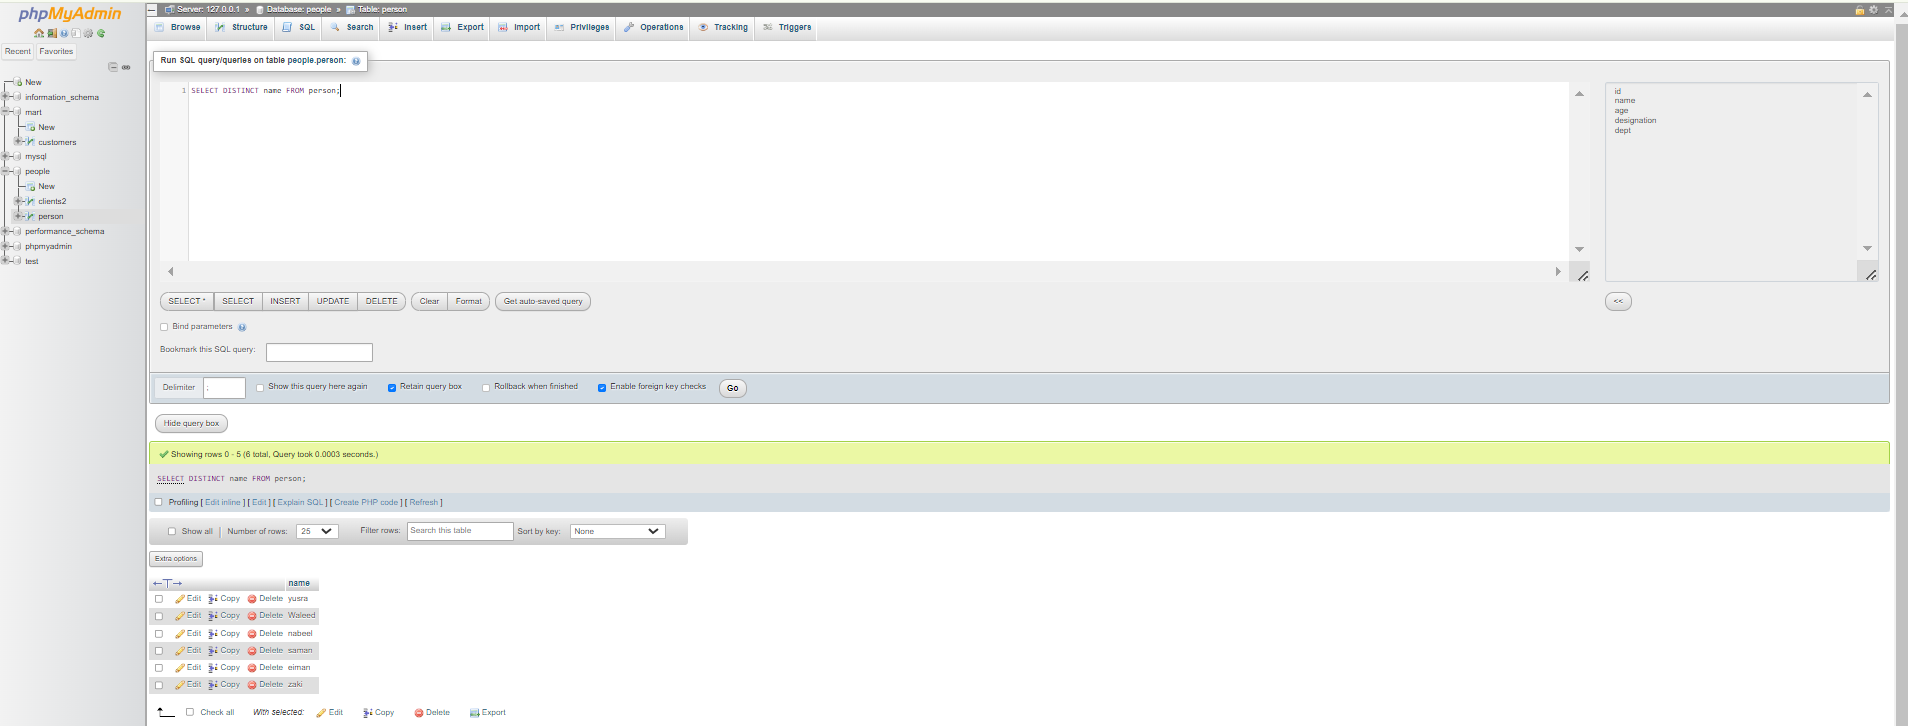 phpMyAdmin
Recent Favorites
New
information_schema
mart
New
customers
mysql
people
New
clients2
person
performance_schema
phpmyadmin
test
Server: 127.0.0.1 » Database: people » Table: person
Browse Structure SQL Search Insert Export Import Privileges Operations Tracking Triggers
Run SQL query/queries on table people.person:
1 SELECT DISTINCT name FROM person;
id
name
age
designation
dept
SELECT * SELECT INSERT UPDATE DELETE Clear Format Get auto-saved query <<
Bind parameters
Bookmark this SQL query:
Delimiter ; Show this query here again Retain query box Rollback when finished Enable foreign key checks Go
Hide query box
Showing rows 0 - 5 (6 total, Query took 0.0003 seconds.)
SELECT DISTINCT name FROM person;
Profiling [ Edit inline ] [ Edit ] [ Explain SQL ] [ Create PHP code ] [ Refresh ]
Show all | Number of rows: 25 Filter rows: Search this table Sort by key: None
Extra options
←T→ name
Edit Copy Delete yusra
Edit Copy Delete Waleed
Edit Copy Delete nabeel
Edit Copy Delete saman
Edit Copy Delete eiman
Edit Copy Delete zaki
Check all With selected: Edit Copy Delete Export